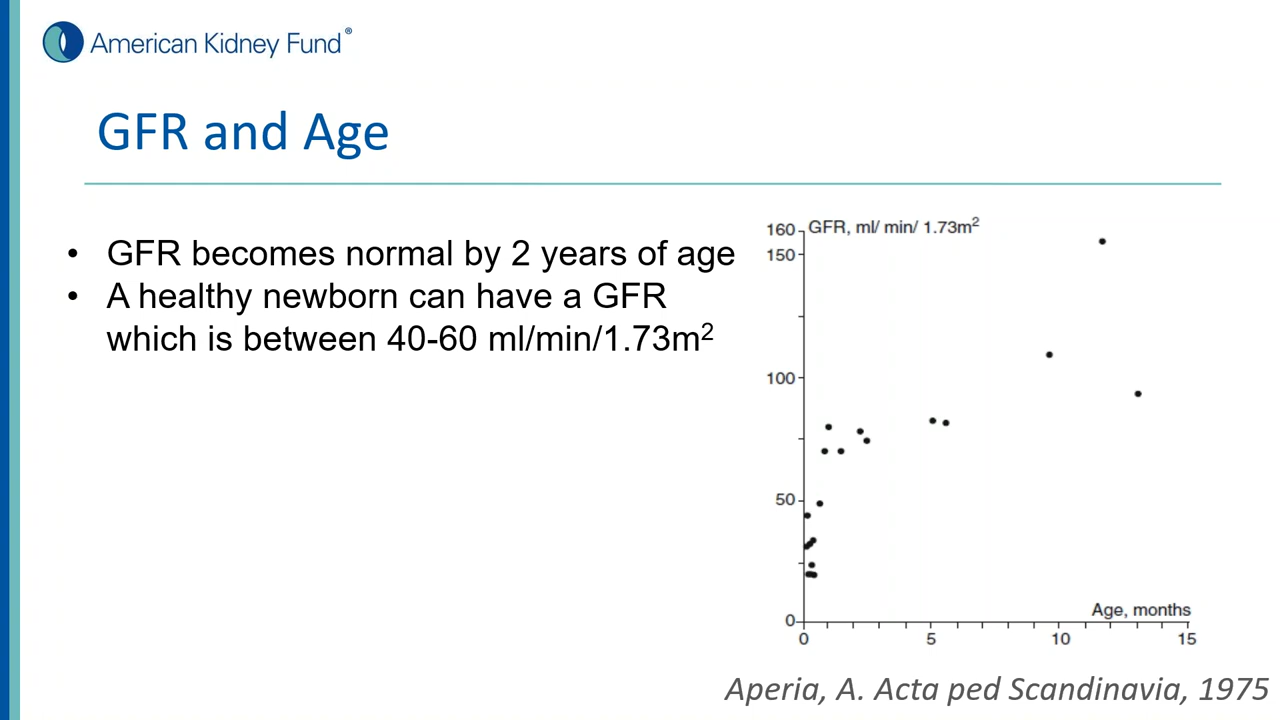 American Kidney Fund®
GFR and Age
• GFR becomes normal by 2 years of age
• A healthy newborn can have a GFR
which is between 40-60 ml/min/1.73m²
160 GFR, ml/ min/ 1.73m²
150
100
50
0
Age, months
0 5 10 15
Aperia, A. Acta ped Scandinavia, 1975